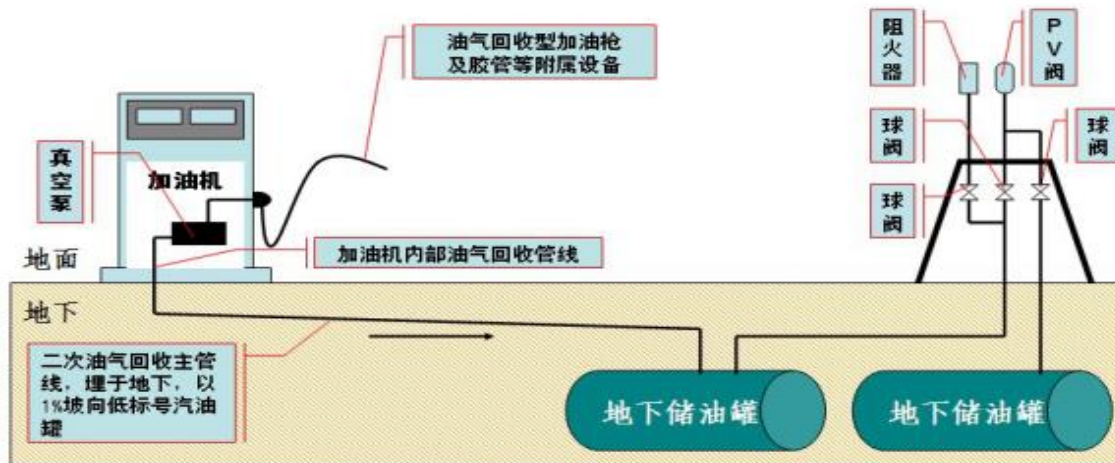 油气回收型加油枪
及胶管等附属设备
阻火器
PV阀
真空泵
加油机
球阀
球阀
球阀
地面
加油机内部油气回收管线
地下
二次油气回收主管
线，埋于地下，以
1%坡向低标号汽油
罐
地下储油罐
地下储油罐